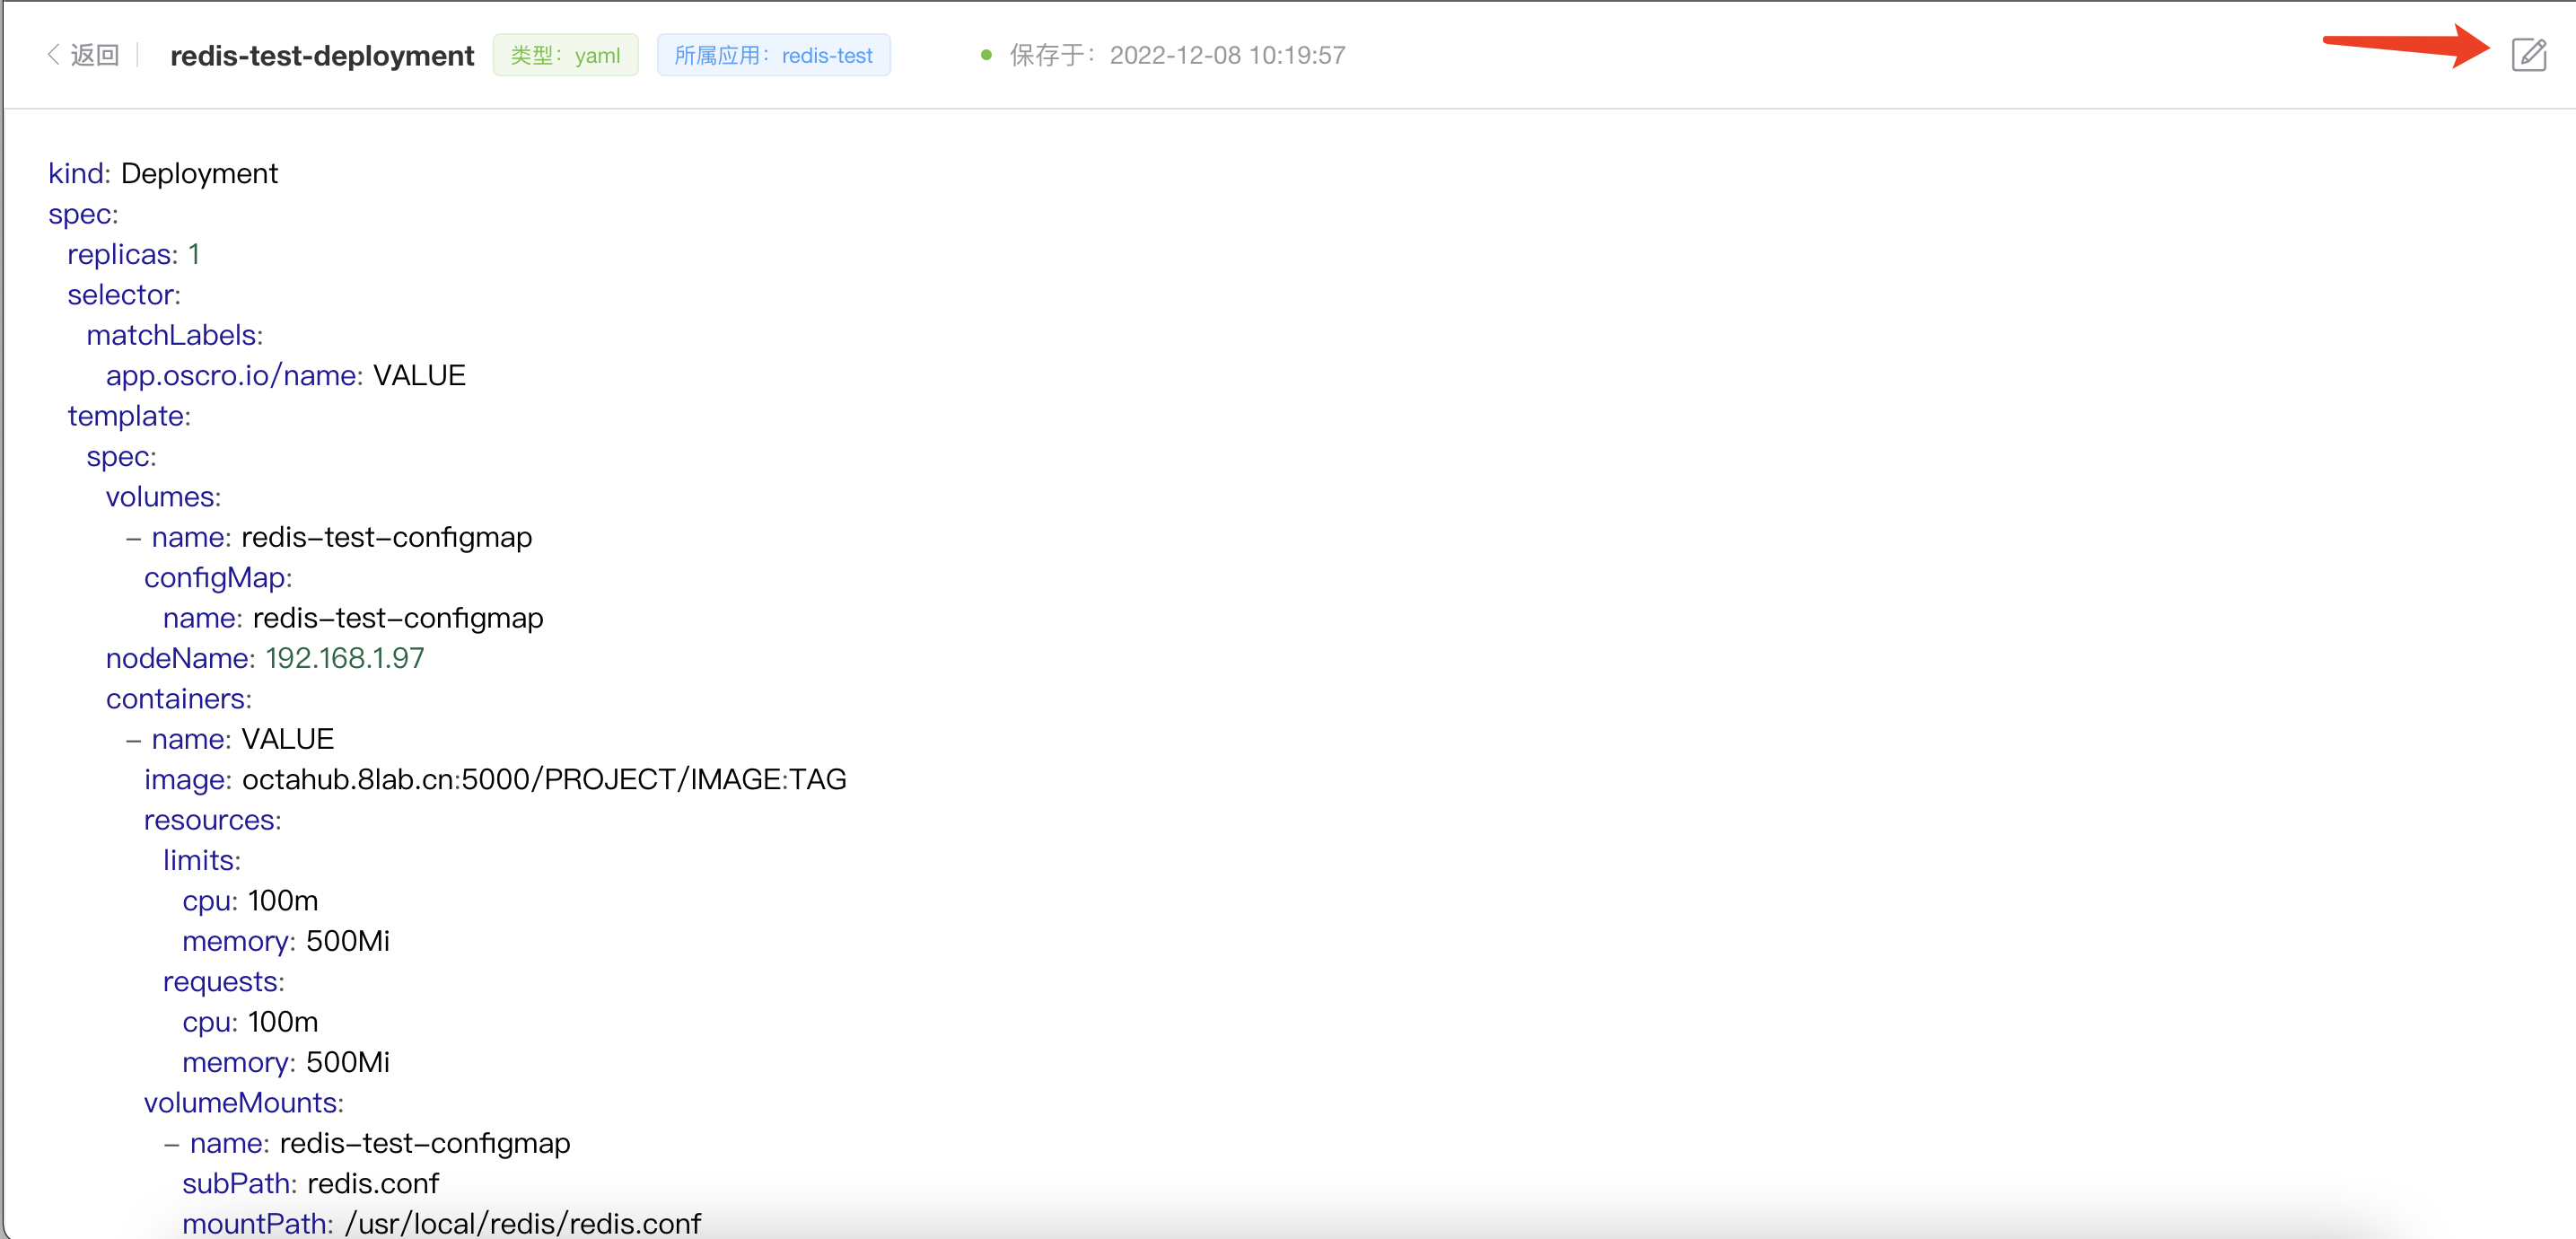 返回 redis-test-deployment 类型：yaml 所属应用：redis-test 保存于：2022-12-08 10:19:57
kind: Deployment
spec:
  replicas: 1
  selector:
    matchLabels:
      app.oscro.io/name: VALUE
  template:
    spec:
      volumes:
        - name: redis-test-configmap
          configMap:
            name: redis-test-configmap
      nodeName: 192.168.1.97
      containers:
        - name: VALUE
          image: octahub.8lab.cn:5000/PROJECT/IMAGE:TAG
          resources:
            limits:
              cpu: 100m
              memory: 500Mi
            requests:
              cpu: 100m
              memory: 500Mi
          volumeMounts:
            - name: redis-test-configmap
              subPath: redis.conf
              mountPath: /usr/local/redis/redis.conf